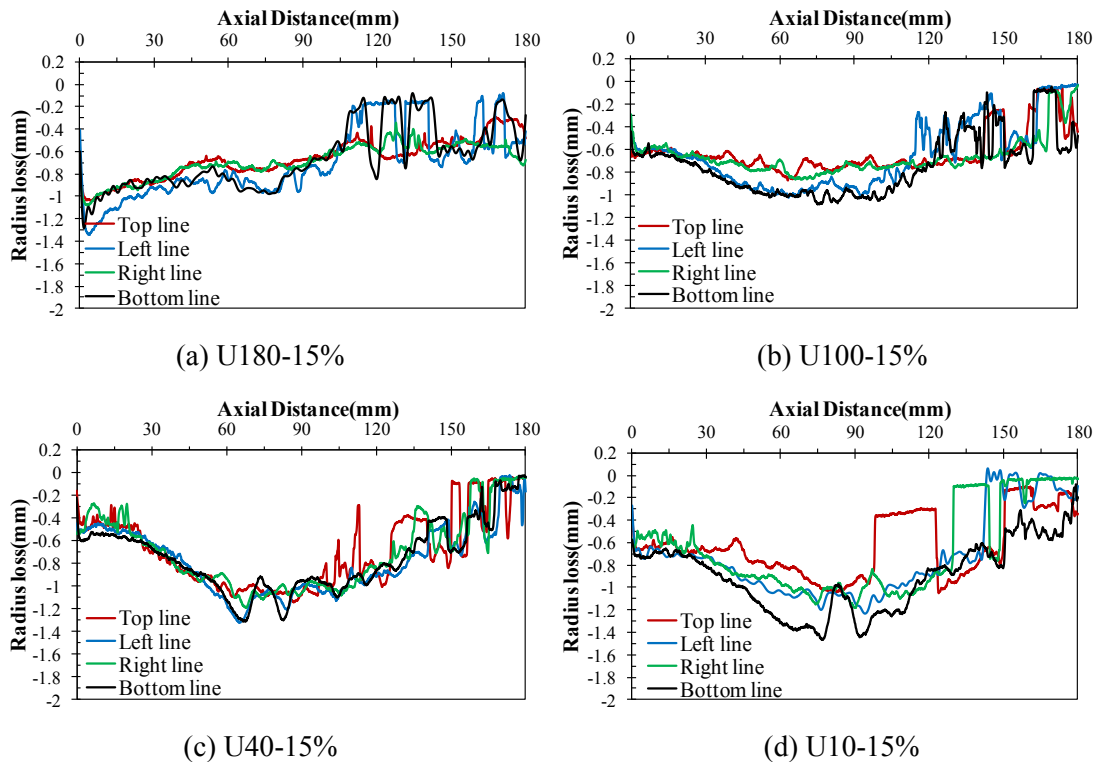 Axial Distance(mm)
0 30 60 90 120 150 180
0.2
0
-0.2
-0.4
-0.6
-0.8
-1
-1.2
-1.4
-1.6
-1.8
-2
Radius loss(mm)
Top line
Left line
Right line
Bottom line
(a) U180-15%
Axial Distance(mm)
0 30 60 90 120 150 180
0.2
0
-0.2
-0.4
-0.6
-0.8
-1
-1.2
-1.4
-1.6
-1.8
-2
Radius loss(mm)
Top line
Left line
Right line
Bottom line
(b) U100-15%
Axial Distance(mm)
0 30 60 90 120 150 180
0.2
0
-0.2
-0.4
-0.6
-0.8
-1
-1.2
-1.4
-1.6
-1.8
-2
Radius loss(mm)
Top line
Left line
Right line
Bottom line
(c) U40-15%
Axial Distance(mm)
0 30 60 90 120 150 180
0.2
0
-0.2
-0.4
-0.6
-0.8
-1
-1.2
-1.4
-1.6
-1.8
-2
Radius loss(mm)
Top line
Left line
Right line
Bottom line
(d) U10-15%